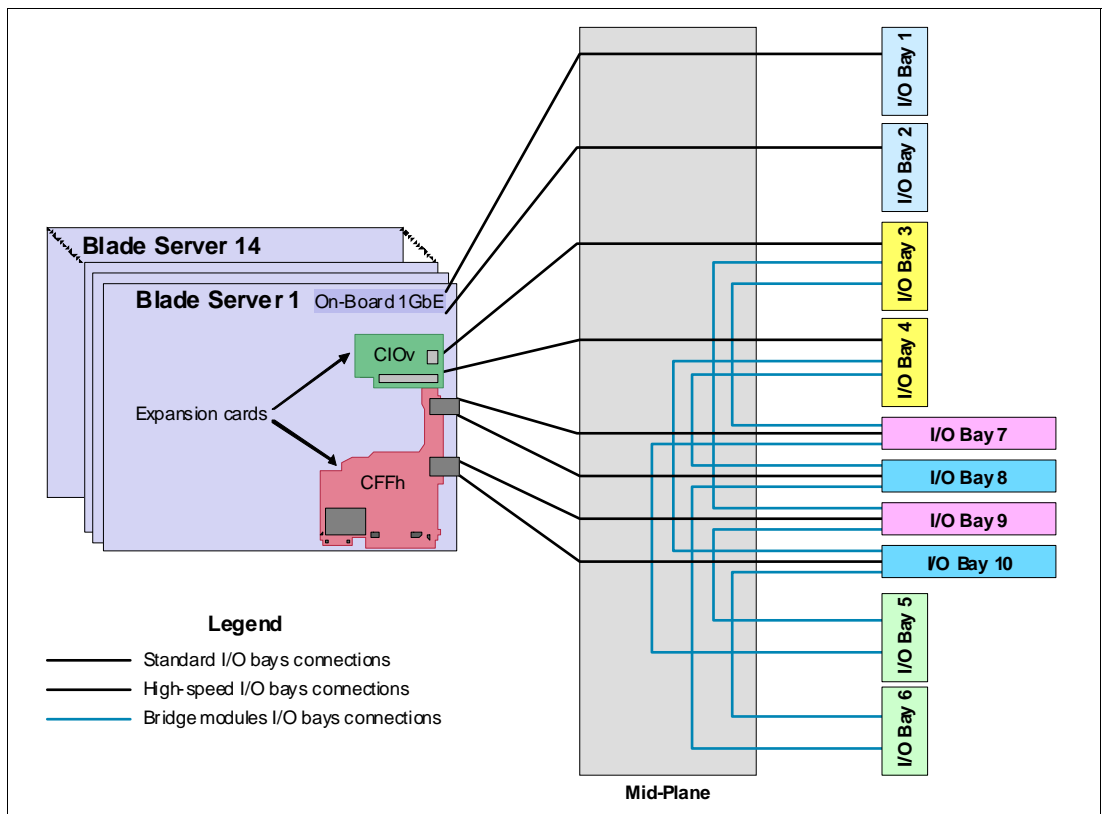 Blade Server 14
Blade Server 1
On-Board 1GbE
CIOv
Expansion cards
CFFh
I/O Bay 1
I/O Bay 2
I/O Bay 3
I/O Bay 4
I/O Bay 7
I/O Bay 8
I/O Bay 9
I/O Bay 10
I/O Bay 5
I/O Bay 6
Legend
Standard I/O bays connections
High-speed I/O bays connections
Bridge modules I/O bays connections
Mid-Plane